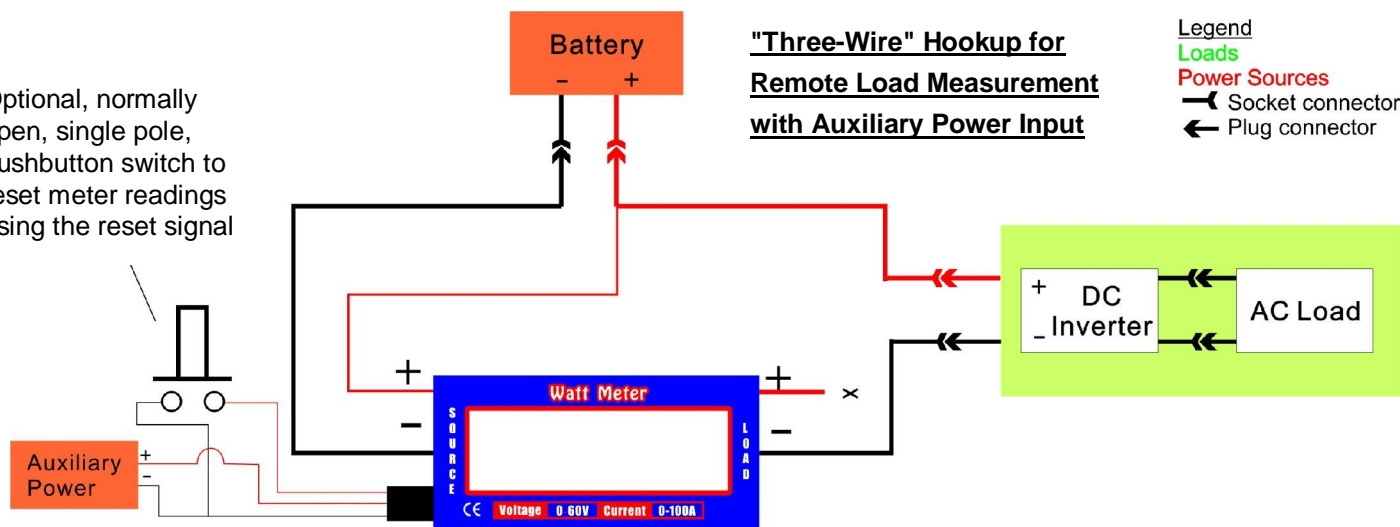 Optional, normally
pen, single pole,
ushbutton switch to
eset meter readings
sing the reset signal
Battery
- +
"Three-Wire" Hookup for
Remote Load Measurement
with Auxiliary Power Input
Legend
Loads
Power Sources
Socket connector
Plug connector
+ DC
- Inverter
AC Load
+
-
Watt Meter
SOURCE
LOAD
+
-
×
CE Voltage 0 60V Current 0-100A
Auxiliary
Power
+
-